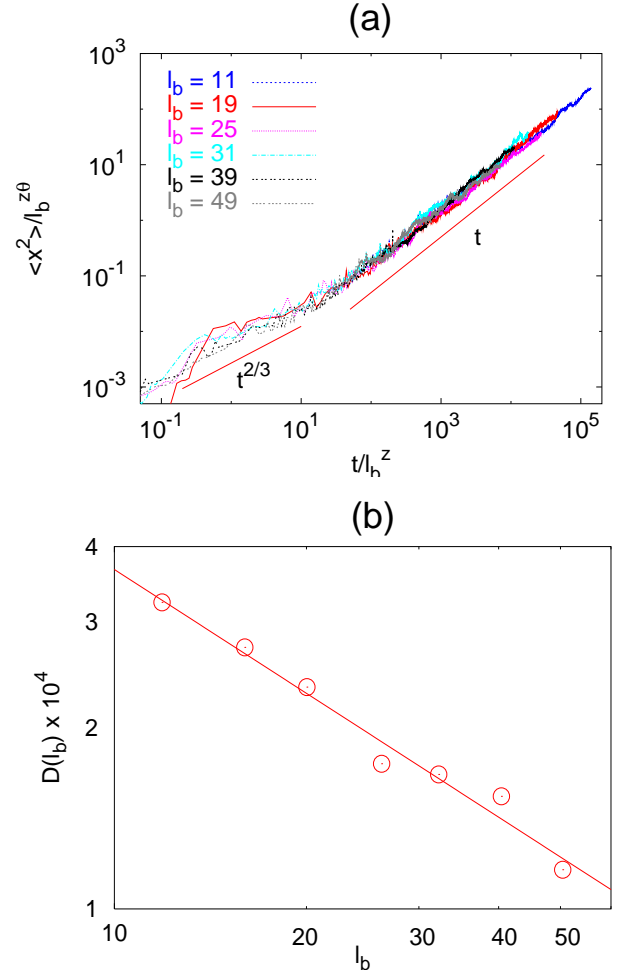 (a)
l_b = 11
l_b = 19
l_b = 25
l_b = 31
l_b = 39
l_b = 49
10^3
10^1
10^-1
10^-3
<x^2>/l_b^zθ
t
t^2/3
10^-1
10^1
10^3
10^5
t/l_b^z
(b)
4
3
2
1
D(l_b) x 10^4
10
20
30
40
50
l_b